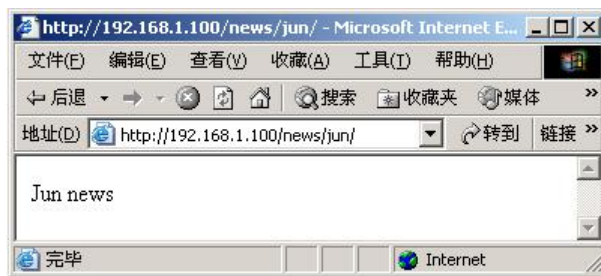 http://192.168.1.100/news/jun/ - Microsoft Internet E...
文件(F) 编辑(E) 查看(V) 收藏(A) 工具(T) 帮助(H)
后退 搜索 收藏夹 媒体 »
地址(D) http://192.168.1.100/news/jun/ 转到 链接 »
Jun news
完毕 Internet